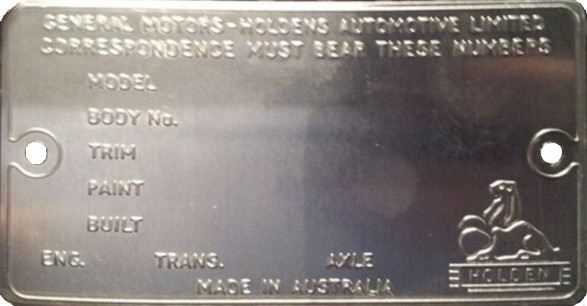 GENERAL MOTORS-HOLDENS AUTOMOTIVE LIMITED
CORRESPONDENCE MUST BEAR THESE NUMBERS
MODEL
BODY No.
TRIM
PAINT
BUILT
ENG. TRANS. AXLE
HOLDEN
MADE IN AUSTRALIA